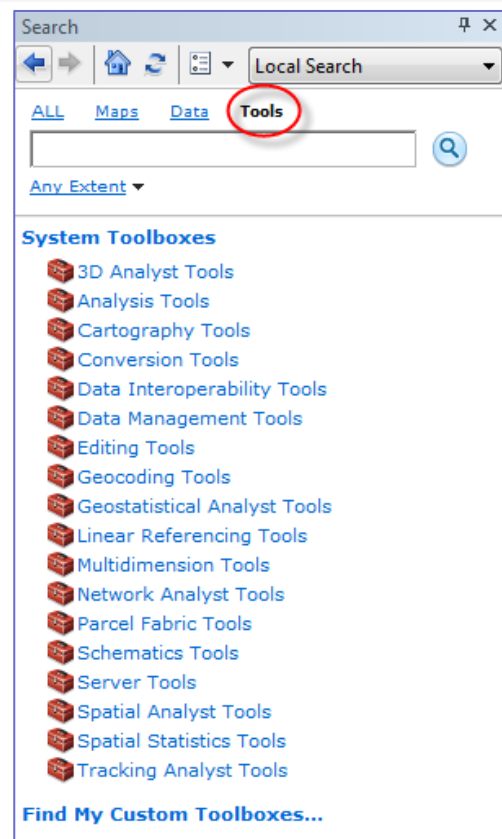 Search
Local Search
ALL Maps Data Tools
Any Extent
System Toolboxes
3D Analyst Tools
Analysis Tools
Cartography Tools
Conversion Tools
Data Interoperability Tools
Data Management Tools
Editing Tools
Geocoding Tools
Geostatistical Analyst Tools
Linear Referencing Tools
Multidimension Tools
Network Analyst Tools
Parcel Fabric Tools
Schematics Tools
Server Tools
Spatial Analyst Tools
Spatial Statistics Tools
Tracking Analyst Tools
Find My Custom Toolboxes...